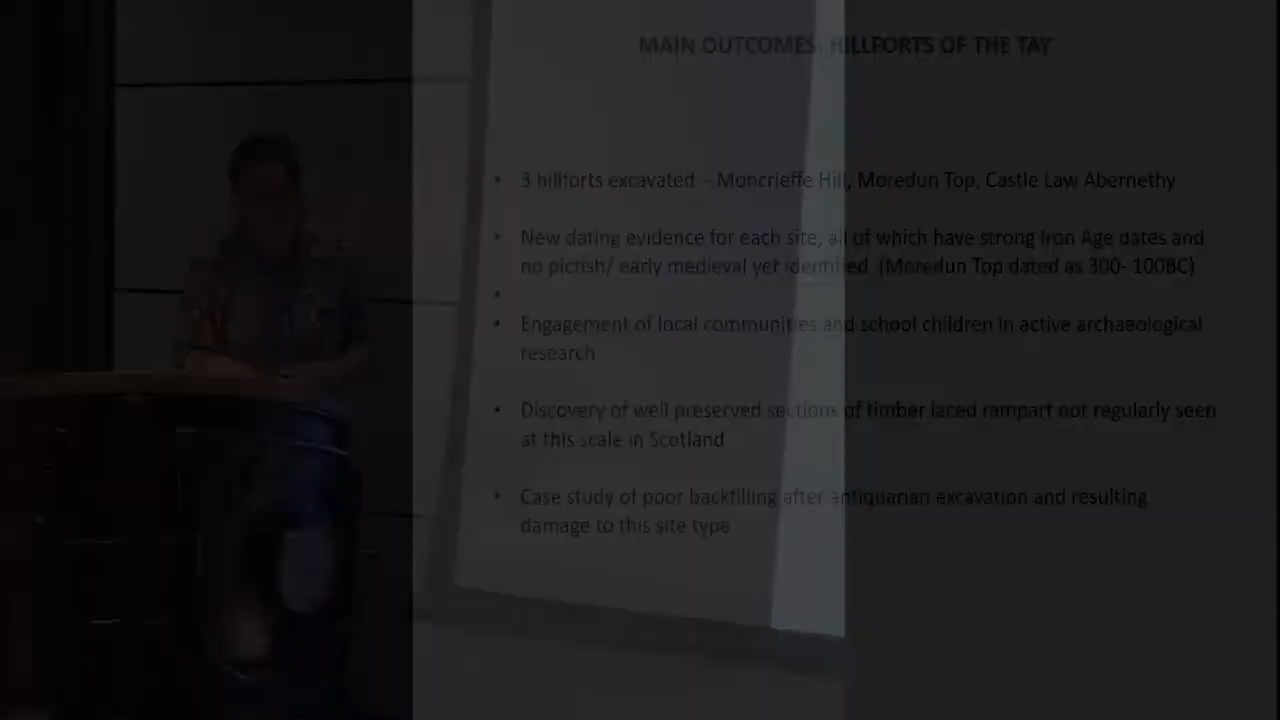 MAIN OUTCOMES: HILLFORTS OF THE TAY
• 3 hillforts excavated - Moncrieffe Hill, Moredun Top, Castle Law Abernethy
• New dating evidence for each site, all of which have strong Iron Age dates and
no pictish/ early medieval yet identified (Moredun Top dated as 300- 100BC)
•
• Engagement of local communities and school children in active archaeological
research
• Discovery of well preserved sections of timber laced rampart not regularly seen
at this scale in Scotland
• Case study of poor backfilling after antiquarian excavation and resulting
damage to this site type